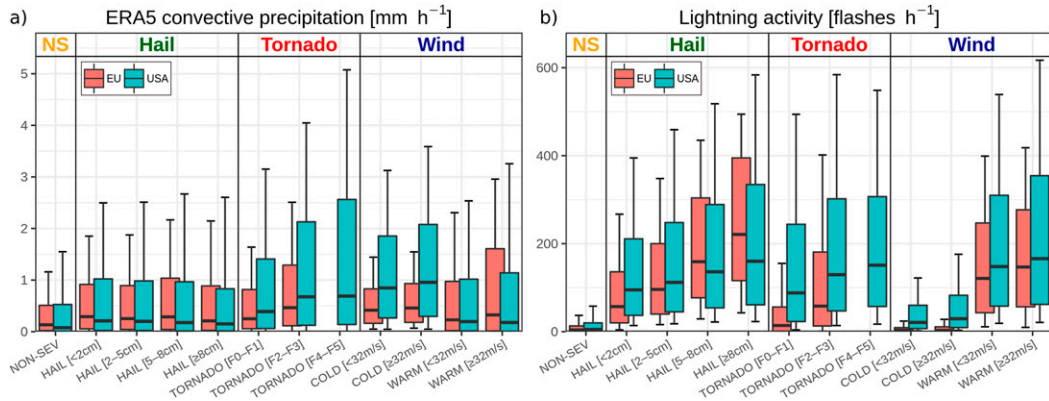 a)
ERA5 convective precipitation [mm h⁻¹]
NS
Hail
Tornado
Wind
EU
USA
5
4
3
2
1
0
NON-SEV
HAIL [<2cm]
HAIL [2−5cm]
HAIL [5−8cm]
HAIL [≥8cm]
TORNADO [F0−F1]
TORNADO [F2−F3]
TORNADO [F4−F5]
COLD [<32m/s]
COLD [≥32m/s]
WARM [<32m/s]
WARM [≥32m/s]
b)
Lightning activity [flashes h⁻¹]
NS
Hail
Tornado
Wind
EU
USA
600
400
200
0
NON-SEV
HAIL [<2cm]
HAIL [2−5cm]
HAIL [5−8cm]
HAIL [≥8cm]
TORNADO [F0−F1]
TORNADO [F2−F3]
TORNADO [F4−F5]
COLD [<32m/s]
COLD [≥32m/s]
WARM [<32m/s]
WARM [≥32m/s]